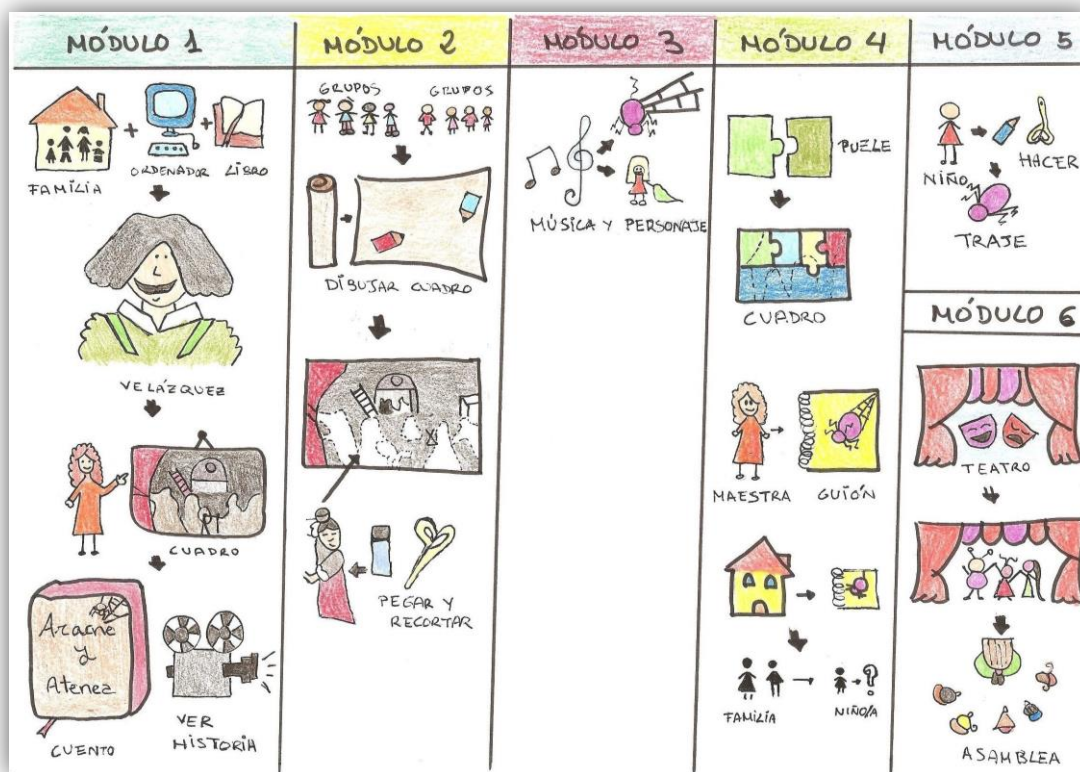 MÓDULO 1
FAMILIA
+
ORDENADOR
+
LIBRO
VELÁZQUEZ
CUADRO
Aracne
y
Atenea
CUENTO
VER
HISTORIA
MÓDULO 2
GRUPOS
GRUPOS
DIBUJAR CUADRO
PEGAR Y
RECORTAR
MÓDULO 3
MÚSICA Y PERSONAJE
MÓDULO 4
PUZLE
CUADRO
MAESTRA
GUIÓN
FAMILIA
NIÑO/A
?
MÓDULO 5
NIÑO
HACER
TRAJE
MÓDULO 6
TEATRO
ASAMBLEA